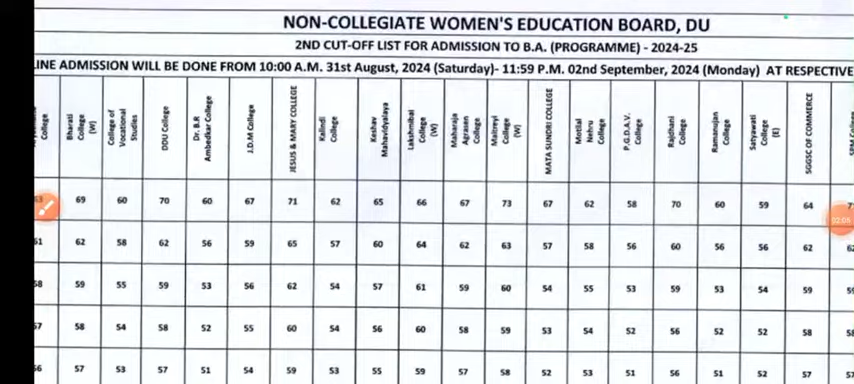 NON-COLLEGIATE WOMEN'S EDUCATION BOARD, DU
2ND CUT-OFF LIST FOR ADMISSION TO B.A. (PROGRAMME) - 2024-25
LINE ADMISSION WILL BE DONE FROM 10:00 A.M. 31st August, 2024 (Saturday)- 11:59 P.M. 02nd September, 2024 (Monday) AT RESPECTIVE
Bharati College (W) College of Vocational Studies DDU College Dr. B.R Ambedkar College J.D.M College JESUS & MARY COLLEGE Kalindi College Keshav Mahavidyalaya Lakshmibai College (W) Maharaja Agrasen College Maitreyi College (W) MATA SUNDRI COLLEGE Motilal Nehru College P.G.D.A.V. College Rajdhani College Ramanujan College Satyawati College (E) SGGSC OF COMMERCE
69 60 70 60 67 71 62 65 66 67 73 67 62 58 70 60 59 64
61 62 58 62 56 59 65 57 60 64 62 63 57 58 56 60 56 56 62
58 59 55 59 53 56 62 54 57 61 59 60 54 55 53 59 53 54 59
57 58 54 58 52 55 60 54 56 60 58 59 53 54 52 56 52 52 58
56 57 53 57 51 54 59 53 55 59 57 58 52 53 51 56 51 52 57
02:05